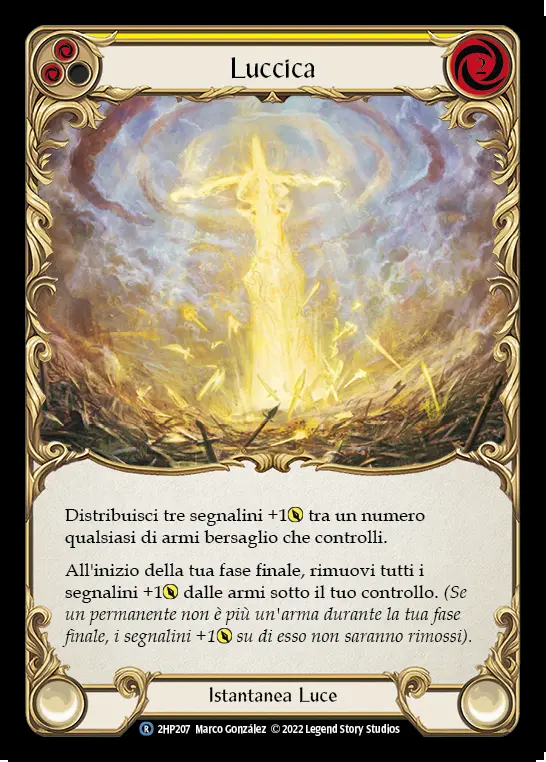 Luccica
2
Distribuisci tre segnalini +1 tra un numero
qualsiasi di armi bersaglio che controlli.
All'inizio della tua fase finale, rimuovi tutti i
segnalini +1 dalle armi sotto il tuo controllo. (Se
un permanente non è più un'arma durante la tua fase
finale, i segnalini +1 su di esso non saranno rimossi).
Istantanea Luce
R 2HP207 Marco González © 2022 Legend Story Studios